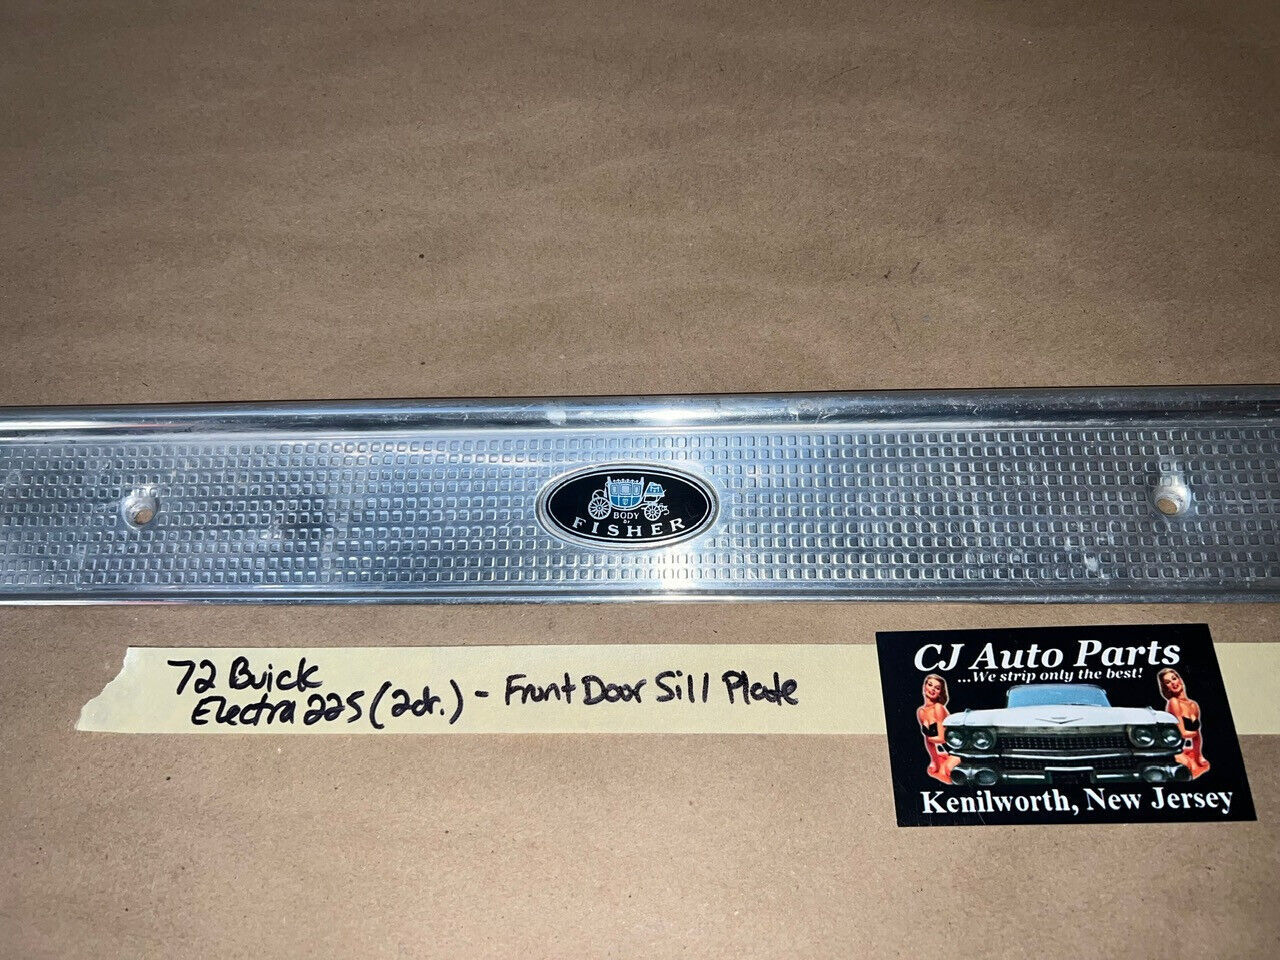 BODY
BY
FISHER
72 Buick
Electra 225 (2dr.) - Front Door Sill Plate
CJ Auto Parts
...We strip only the best!
Kenilworth, New Jersey